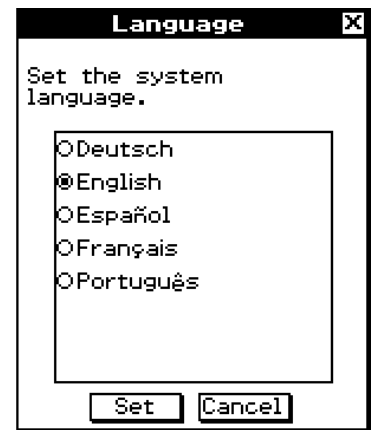 Language X
Set the system
language.
Deutsch
English
Español
Français
Português
Set Cancel